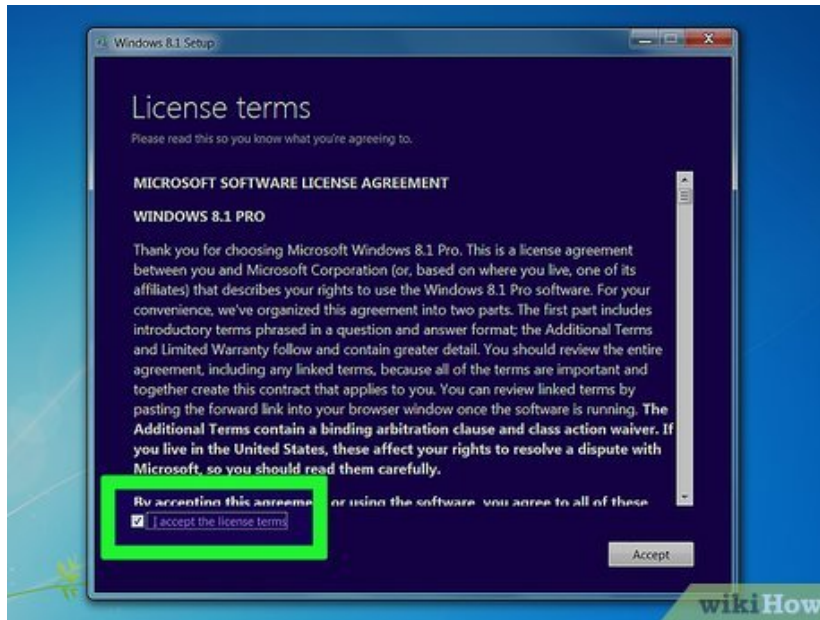 Windows 8.1 Setup
License terms
Please read this so you know what you're agreeing to.
MICROSOFT SOFTWARE LICENSE AGREEMENT
WINDOWS 8.1 PRO
Thank you for choosing Microsoft Windows 8.1 Pro. This is a license agreement
between you and Microsoft Corporation (or, based on where you live, one of its
affiliates) that describes your rights to use the Windows 8.1 Pro software. For your
convenience, we've organized this agreement into two parts. The first part includes
introductory terms phrased in a question and answer format; the Additional Terms
and Limited Warranty follow and contain greater detail. You should review the entire
agreement, including any linked terms, because all of the terms are important and
together create this contract that applies to you. You can review linked terms by
pasting the forward link into your browser window once the software is running. The
Additional Terms contain a binding arbitration clause and class action waiver. If
you live in the United States, these affect your rights to resolve a dispute with
Microsoft, so you should read them carefully.
By accepting this agreement or using the software, you agree to all of these
I accept the license terms
Accept
wikiHow